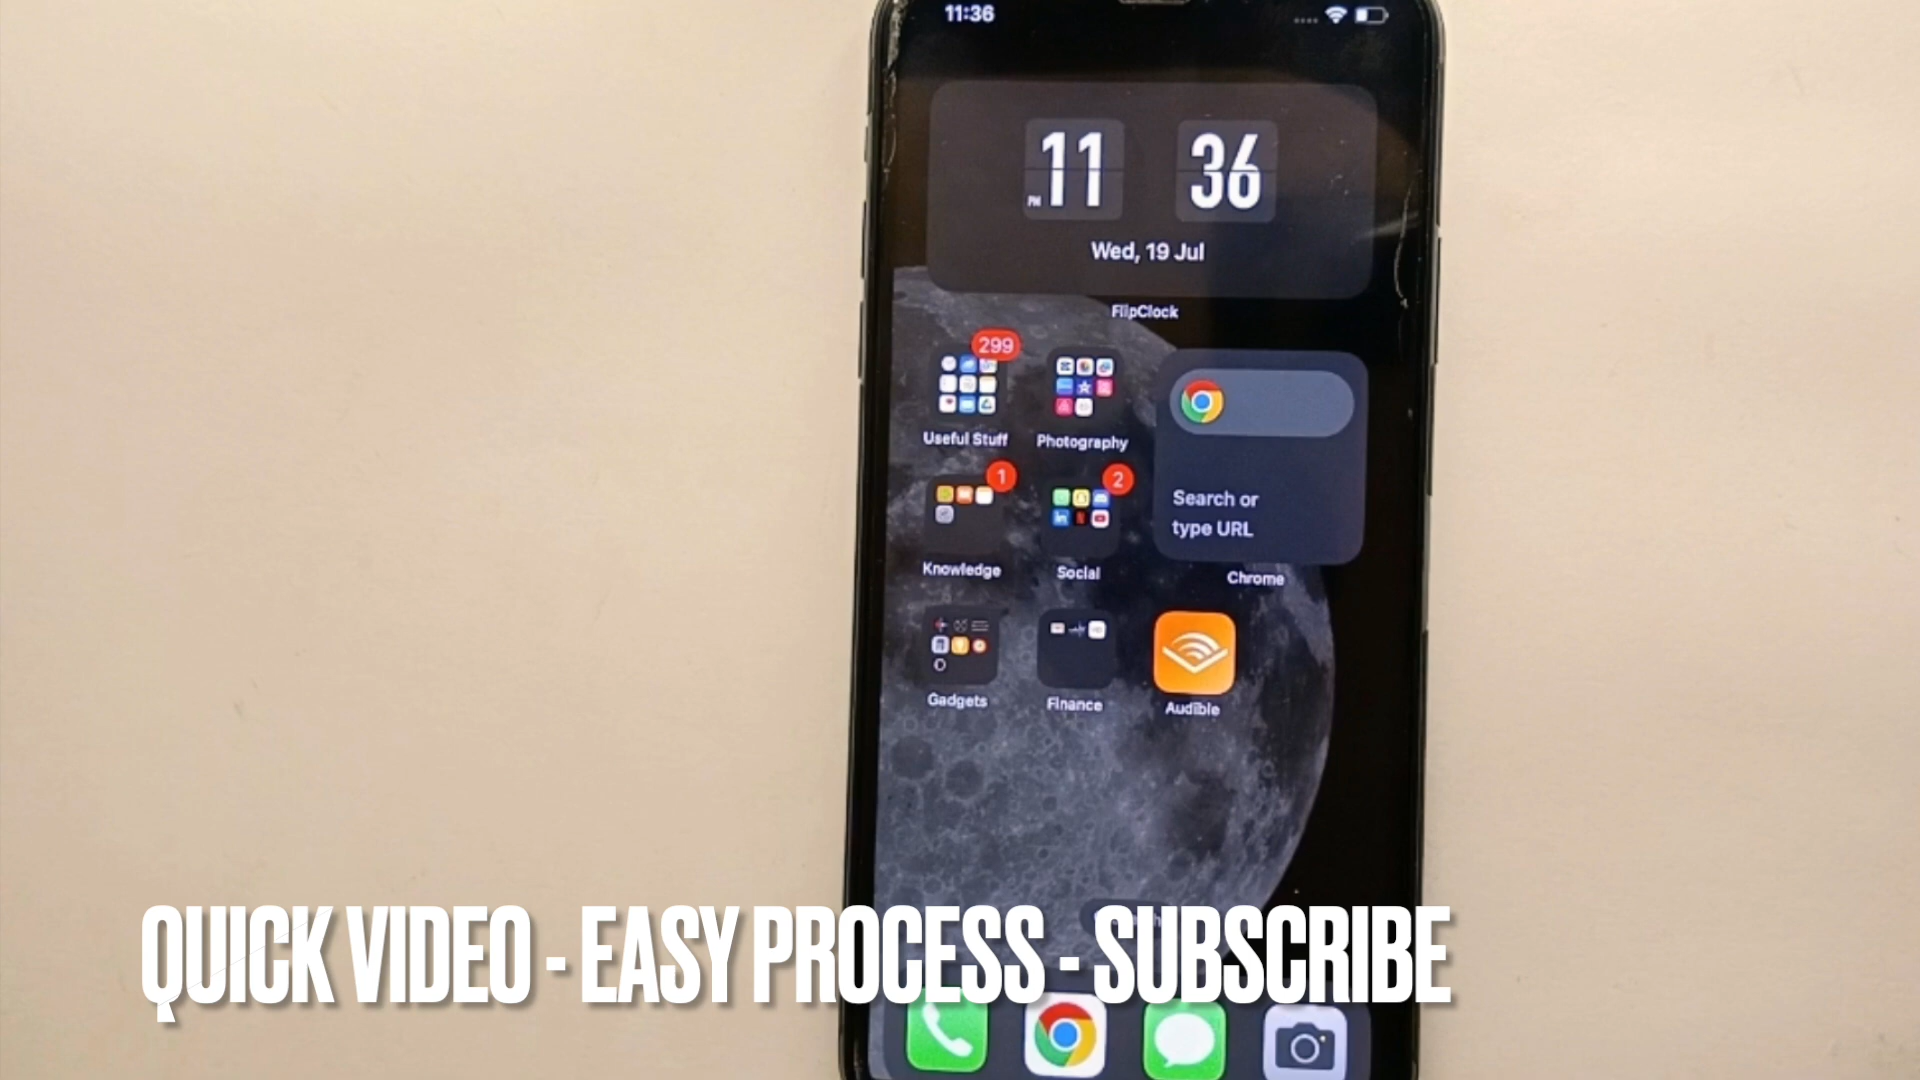 11:36
PM 11 36
Wed, 19 Jul
FlipClock
299
Useful Stuff
Photography
1
2
Search or
type URL
Knowledge
Social
Chrome
in
Gadgets
Finance
Audible
QUICK VIDEO - EASY PROCESS - SUBSCRIBE